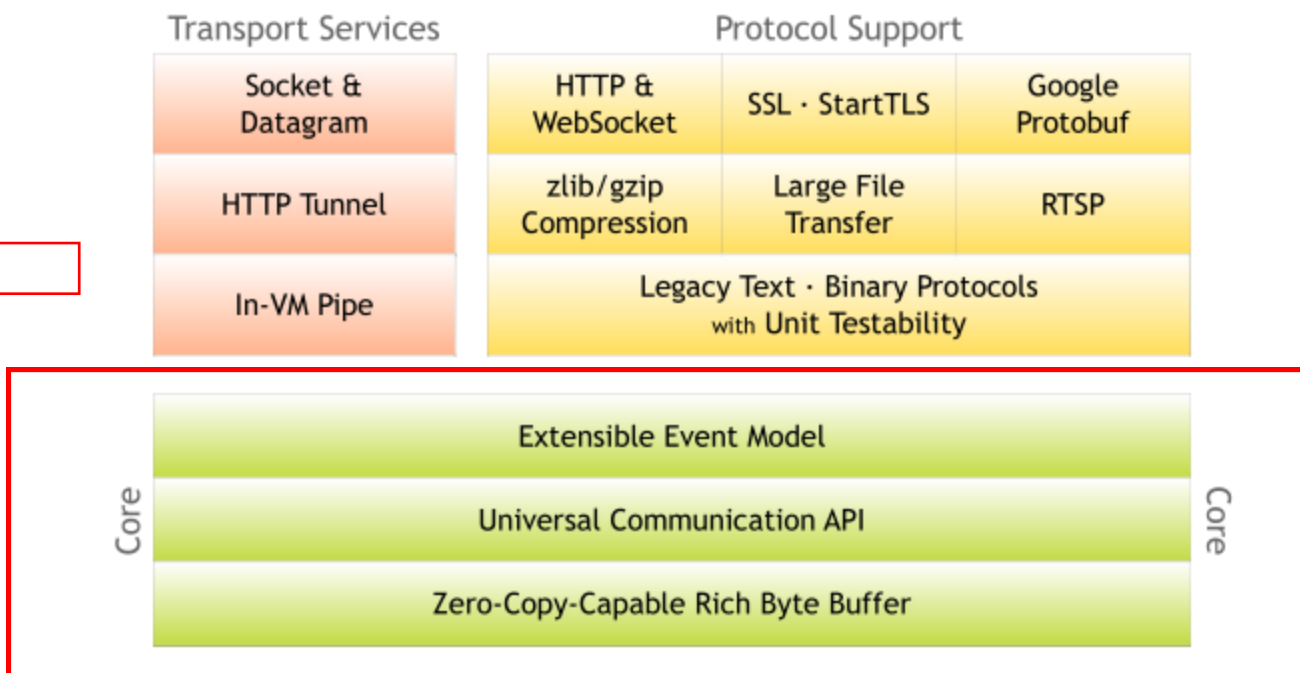 Transport Services
Protocol Support
Socket &
Datagram
HTTP &
WebSocket
SSL · StartTLS
Google
Protobuf
HTTP Tunnel
zlib/gzip
Compression
Large File
Transfer
RTSP
In-VM Pipe
Legacy Text · Binary Protocols
with Unit Testability
Core
Extensible Event Model
Universal Communication API
Zero-Copy-Capable Rich Byte Buffer
Core